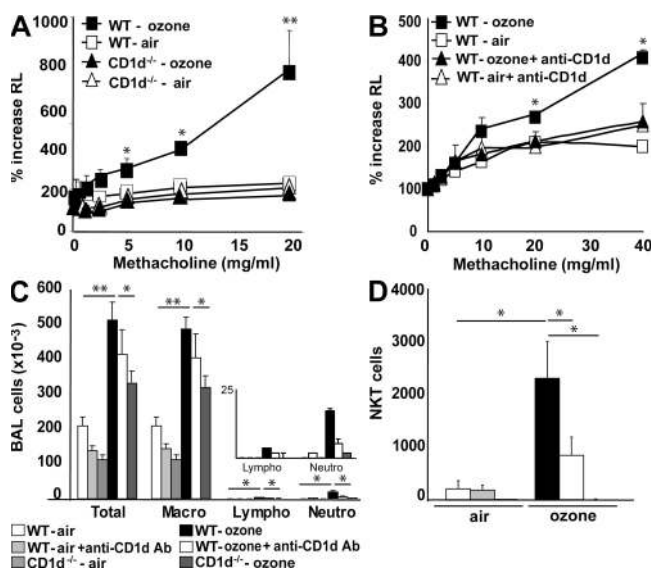 A
WT - ozone
WT - air
CD1d-/- - ozone
CD1d-/- - air
% increase RL
1000
800
600
400
200
0
**
*
*
0 5 10 15 20
Methacholine (mg/ml)
B
WT - ozone
WT - air
WT- ozone+ anti-CD1d
WT- air+ anti-CD1d
% increase RL
500
400
300
200
100
0
*
*
0 10 20 30 40
Methacholine (mg/ml)
C
BAL cells (x10-3)
600
500
400
300
200
100
0
** *
** *
25
Lympho Neutro
* *
* *
Total Macro Lympho Neutro
WT-air
WT-ozone
WT-air+anti-CD1d Ab
WT-ozone+ anti-CD1d Ab
CD1d-/- - air
CD1d-/- - ozone
D
NKT cells
4000
3000
2000
1000
0
* *
*
air ozone